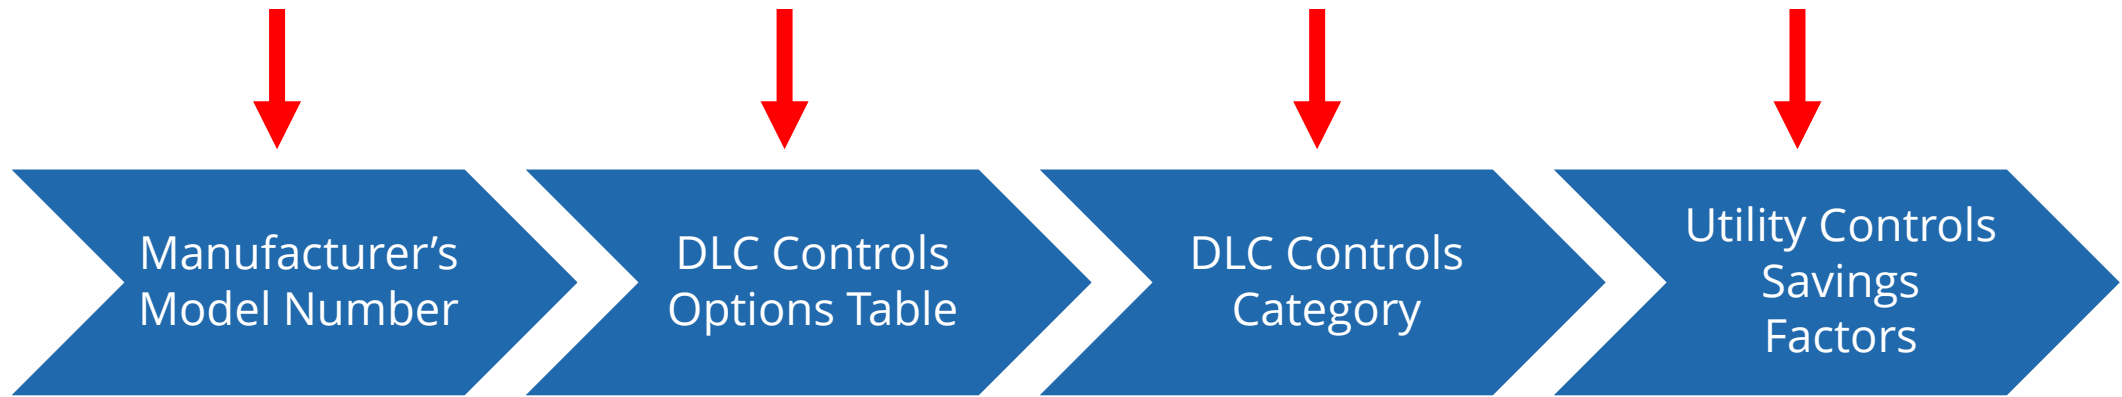 Manufacturer’s
Model Number
DLC Controls
Options Table
DLC Controls
Category
Utility Controls
Savings
Factors